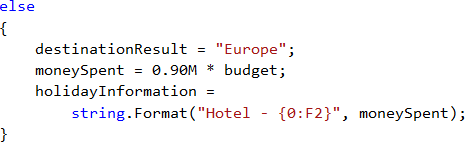 else
{
    destinationResult = "Europe";
    moneySpent = 0.90M * budget;
    holidayInformation =
        string.Format("Hotel - {0:F2}", moneySpent);
}